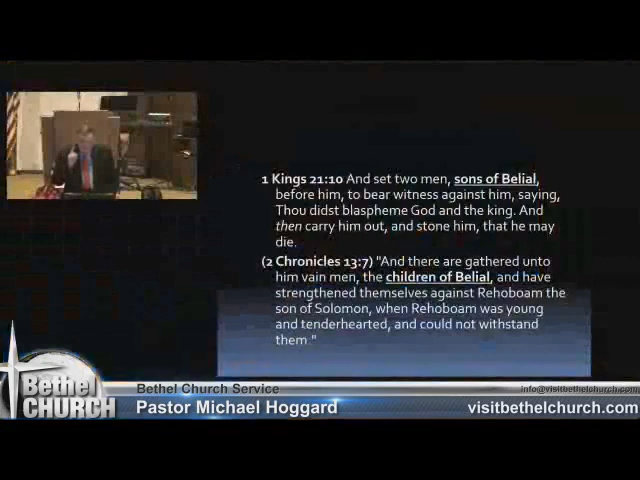 1 Kings 21:10 And set two men, sons of Belial,
before him, to bear witness against him, saying,
Thou didst blaspheme God and the king. And
then carry him out, and stone him, that he may
die.
(2 Chronicles 13:7) "And there are gathered unto
him vain men, the children of Belial, and have
strengthened themselves against Rehoboam the
son of Solomon, when Rehoboam was young
and tenderhearted, and could not withstand
them."
Bethel
CHURCH
Bethel Church Service
info@visitbethelchurch.com
Pastor Michael Hoggard
visitbethelchurch.com